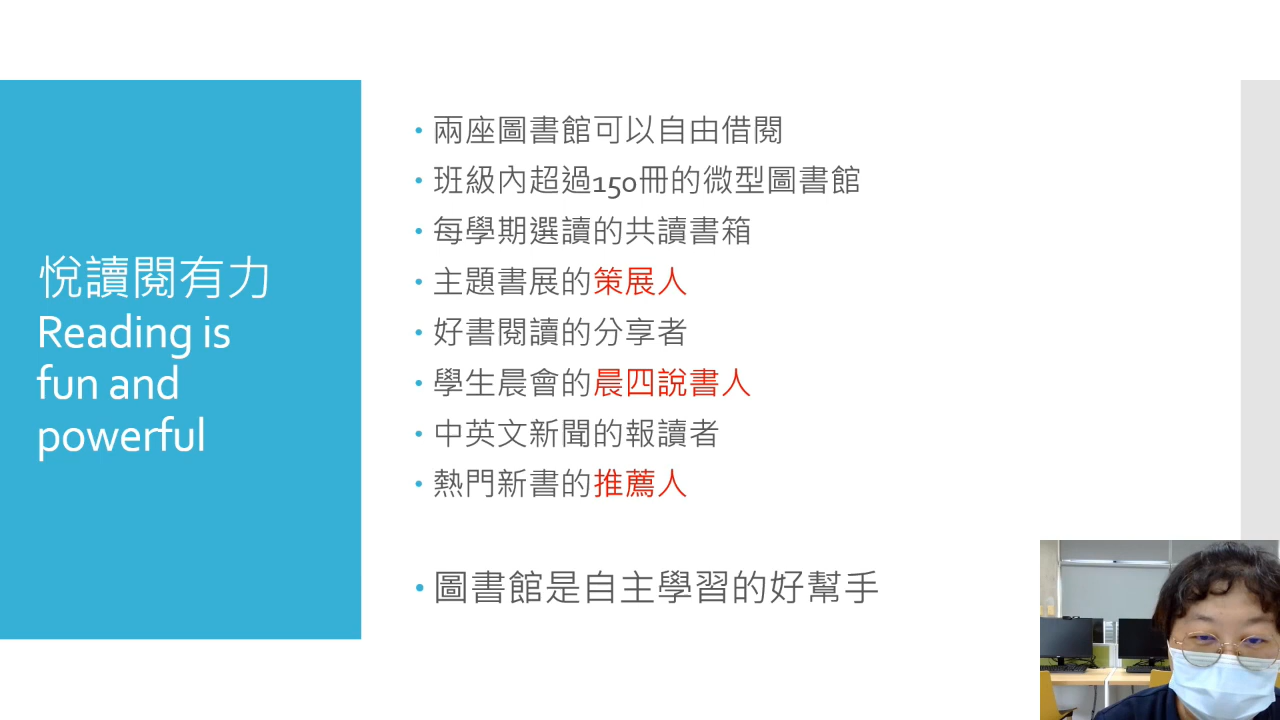 悅讀閱有力
Reading is
fun and
powerful
兩座圖書館可以自由借閱
班級內超過150冊的微型圖書館
每學期選讀的共讀書箱
主題書展的策展人
好書閱讀的分享者
學生晨會的晨四說書人
中英文新聞的報讀者
熱門新書的推薦人
圖書館是自主學習的好幫手